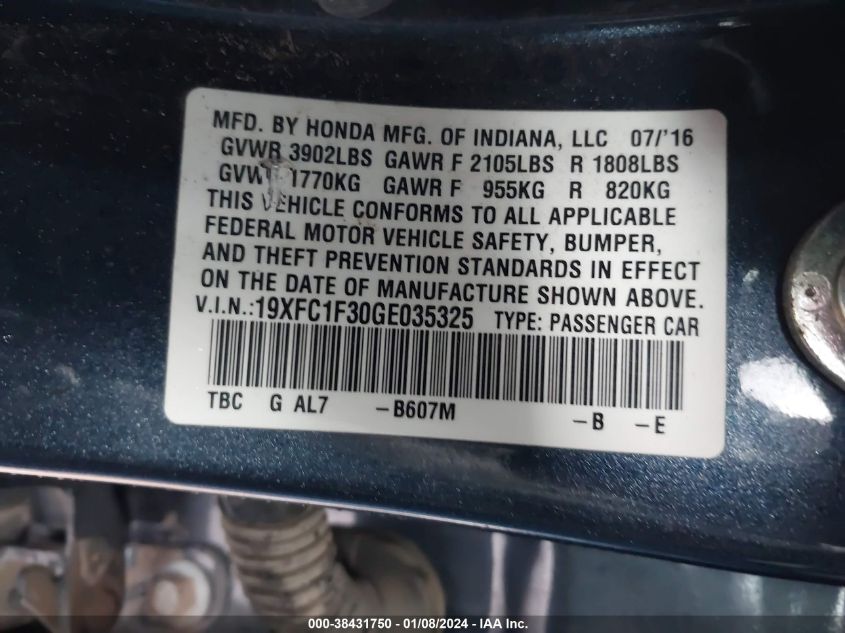 MFD. BY HONDA MFG. OF INDIANA, LLC 07/'16
GVWR 3902LBS GAWR F 2105LBS R 1808LBS
1770KG GAWR F 955KG R 820KG
THIS VEHICLE CONFORMS TO ALL APPLICABLE
FEDERAL MOTOR VEHICLE SAFETY, BUMPER,
AND THEFT PREVENTION STANDARDS IN EFFECT
ON THE DATE OF MANUFACTURE SHOWN ABOVE.
V.I.N.:19XFC1F30GE035325 TYPE: PASSENGER CAR
TBC G AL7 -B607M -B -E
000-38431750 - 01/08/2024 - IAA Inc.